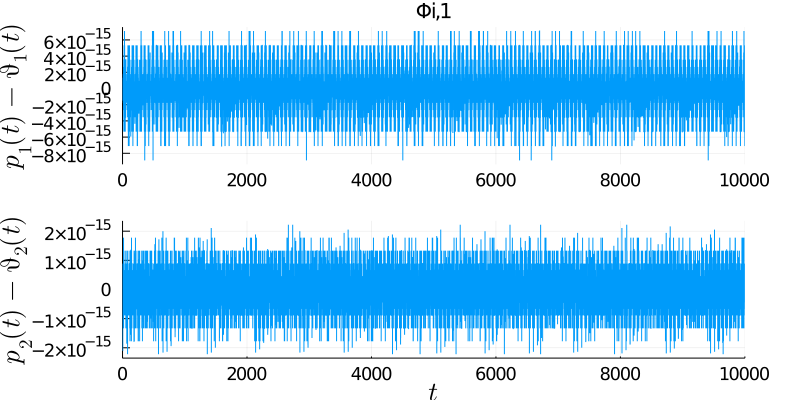 Φi,1
p₁(t) − ϑ₁(t)
6×10⁻¹⁵
4×10⁻¹⁵
2×10⁻¹⁵
0
−2×10⁻¹⁵
−4×10⁻¹⁵
−6×10⁻¹⁵
−8×10⁻¹⁵
0 2000 4000 6000 8000 10000
p₂(t) − ϑ₂(t)
2×10⁻¹⁵
1×10⁻¹⁵
0
−1×10⁻¹⁵
−2×10⁻¹⁵
0 2000 4000 6000 8000 10000
t